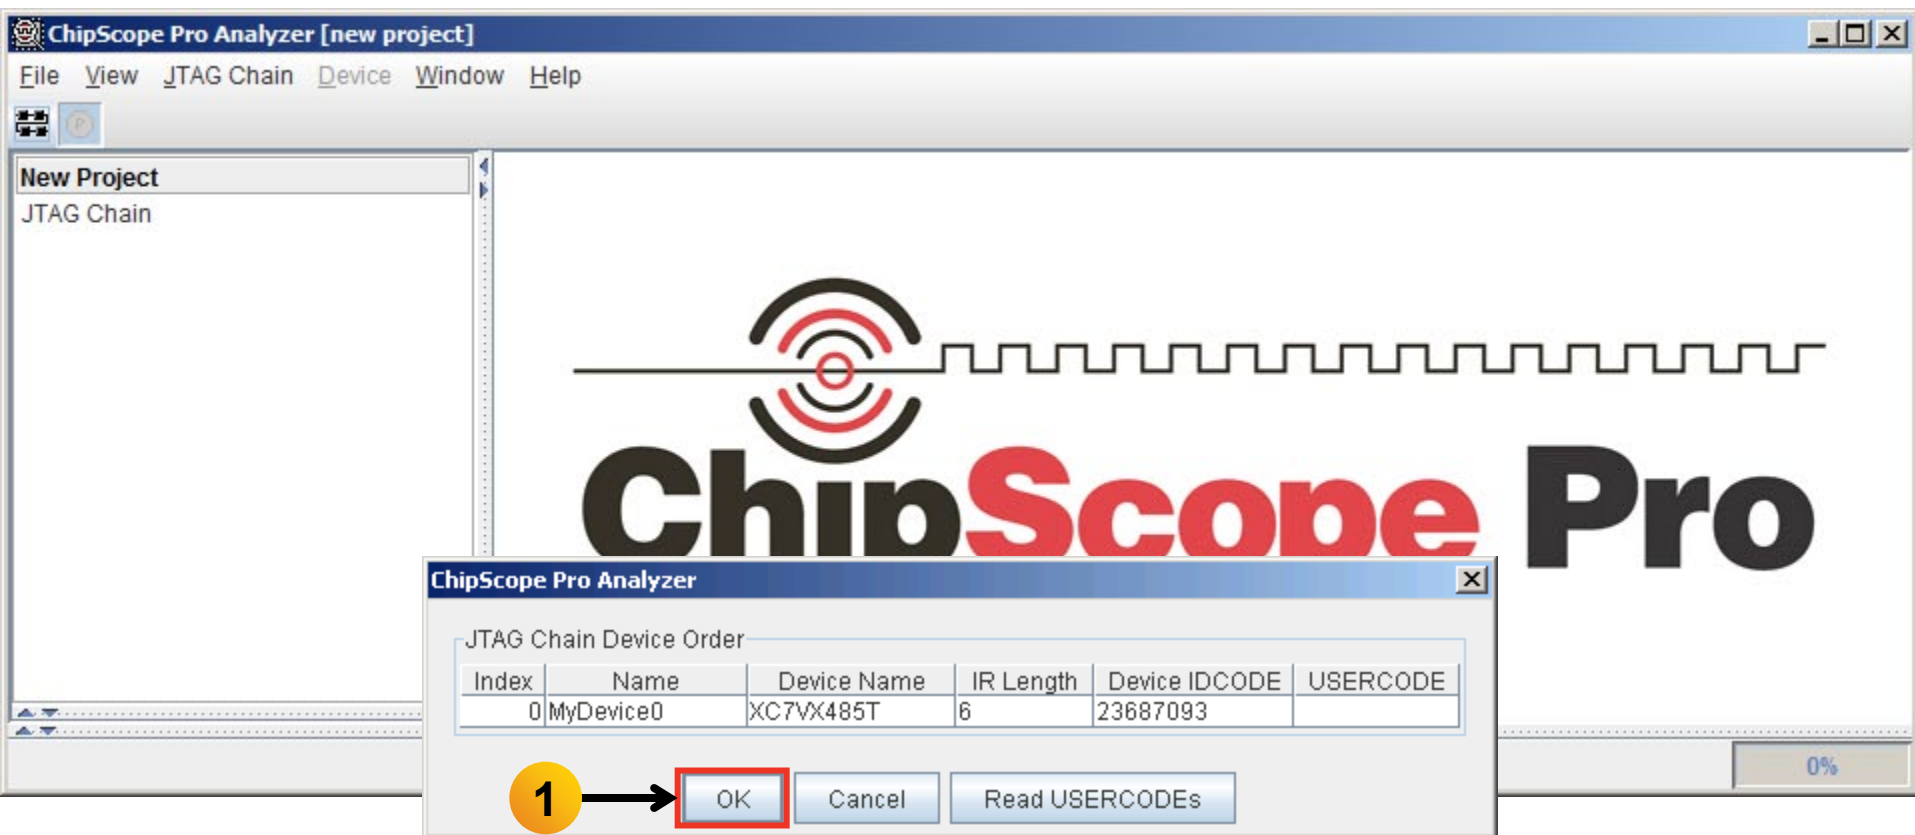 ChipScope Pro Analyzer [new project]
File View JTAG Chain Device Window Help
P
New Project
JTAG Chain
ChipScope Pro
ChipScope Pro Analyzer
JTAG Chain Device Order
Index Name Device Name IR Length Device IDCODE USERCODE
0 MyDevice0 XC7VX485T 6 23687093
0%
1 OK Cancel Read USERCODEs